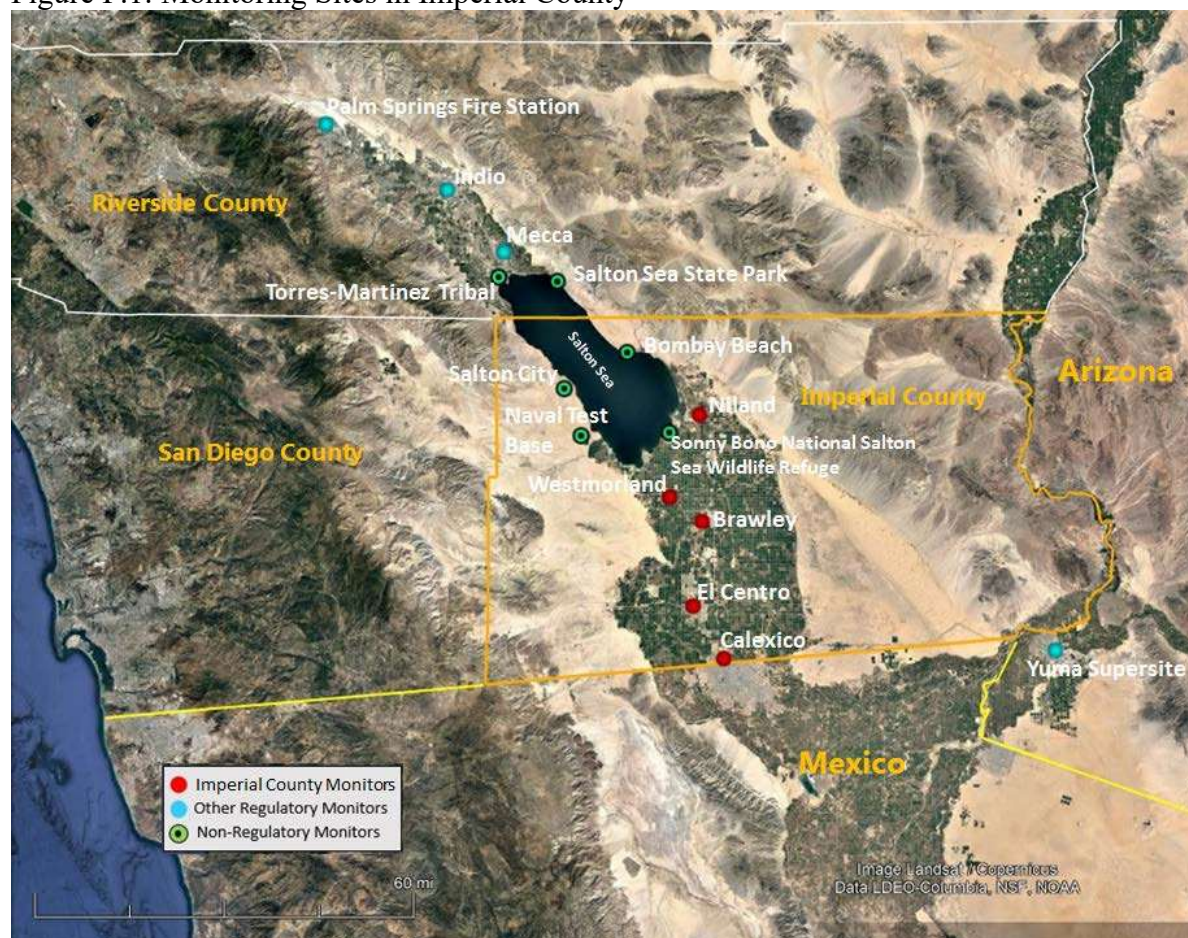 Figure F.1: Monitoring Sites in Imperial County
Palm Springs Fire Station
Indio
Riverside County
Mecca
Salton Sea State Park
Torres-Martinez Tribal
Salton Sea
Bombay Beach
Arizona
Salton City
Imperial County
Niland
Naval Test
Base
Sonny Bono National Salton
Sea Wildlife Refuge
San Diego County
Westmorland
Brawley
El Centro
Calexico
Yuma Supersite
Mexico
Imperial County Monitors
Other Regulatory Monitors
Non-Regulatory Monitors
60 mi
Image Landsat / Copernicus
Data LDEO-Columbia, NSF, NOAA